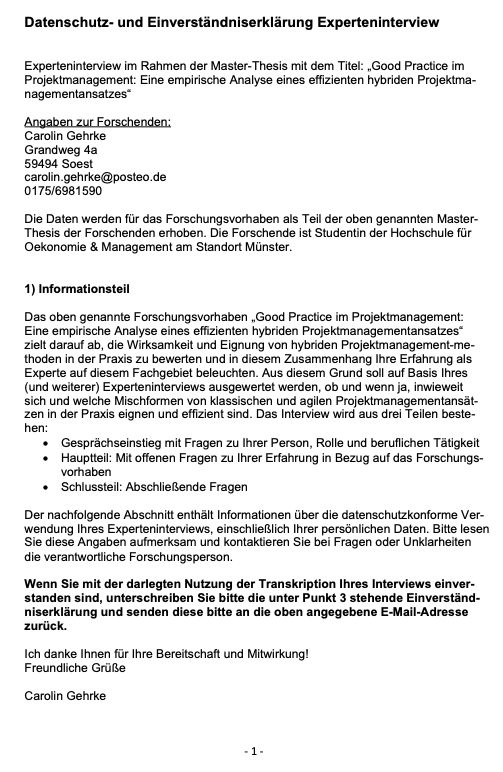 Datenschutz- und Einverständniserklärung Experteninterview
Experteninterview im Rahmen der Master-Thesis mit dem Titel: „Good Practice im
Projektmanagement: Eine empirische Analyse eines effizienten hybriden Projektma-
nagementansatzes“
Angaben zur Forschenden:
Carolin Gehrke
Grandweg 4a
59494 Soest
carolin.gehrke@posteo.de
0175/6981590
Die Daten werden für das Forschungsvorhaben als Teil der oben genannten Master-
Thesis der Forschenden erhoben. Die Forschende ist Studentin der Hochschule für
Oekonomie & Management am Standort Münster.
1) Informationsteil
Das oben genannte Forschungsvorhaben „Good Practice im Projektmanagement:
Eine empirische Analyse eines effizienten hybriden Projektmanagementansatzes“
zielt darauf ab, die Wirksamkeit und Eignung von hybriden Projektmanagement-me-
thoden in der Praxis zu bewerten und in diesem Zusammenhang Ihre Erfahrung als
Experte auf diesem Fachgebiet beleuchten. Aus diesem Grund soll auf Basis Ihres
(und weiterer) Experteninterviews ausgewertet werden, ob und wenn ja, inwieweit
sich und welche Mischformen von klassischen und agilen Projektmanagementansät-
zen in der Praxis eignen und effizient sind. Das Interview wird aus drei Teilen beste-
hen:
• Gesprächseinstieg mit Fragen zu Ihrer Person, Rolle und beruflichen Tätigkeit
• Hauptteil: Mit offenen Fragen zu Ihrer Erfahrung in Bezug auf das Forschungs-
vorhaben
• Schlussteil: Abschließende Fragen
Der nachfolgende Abschnitt enthält Informationen über die datenschutzkonforme Ver-
wendung Ihres Experteninterviews, einschließlich Ihrer persönlichen Daten. Bitte lesen
Sie diese Angaben aufmerksam und kontaktieren Sie bei Fragen oder Unklarheiten
die verantwortliche Forschungsperson.
Wenn Sie mit der darlegten Nutzung der Transkription Ihres Interviews einver-
standen sind, unterschreiben Sie bitte die unter Punkt 3 stehende Einverständ-
niserklärung und senden diese bitte an die oben angegebene E-Mail-Adresse
zurück.
Ich danke Ihnen für Ihre Bereitschaft und Mitwirkung!
Freundliche Grüße
Carolin Gehrke
- 1 -